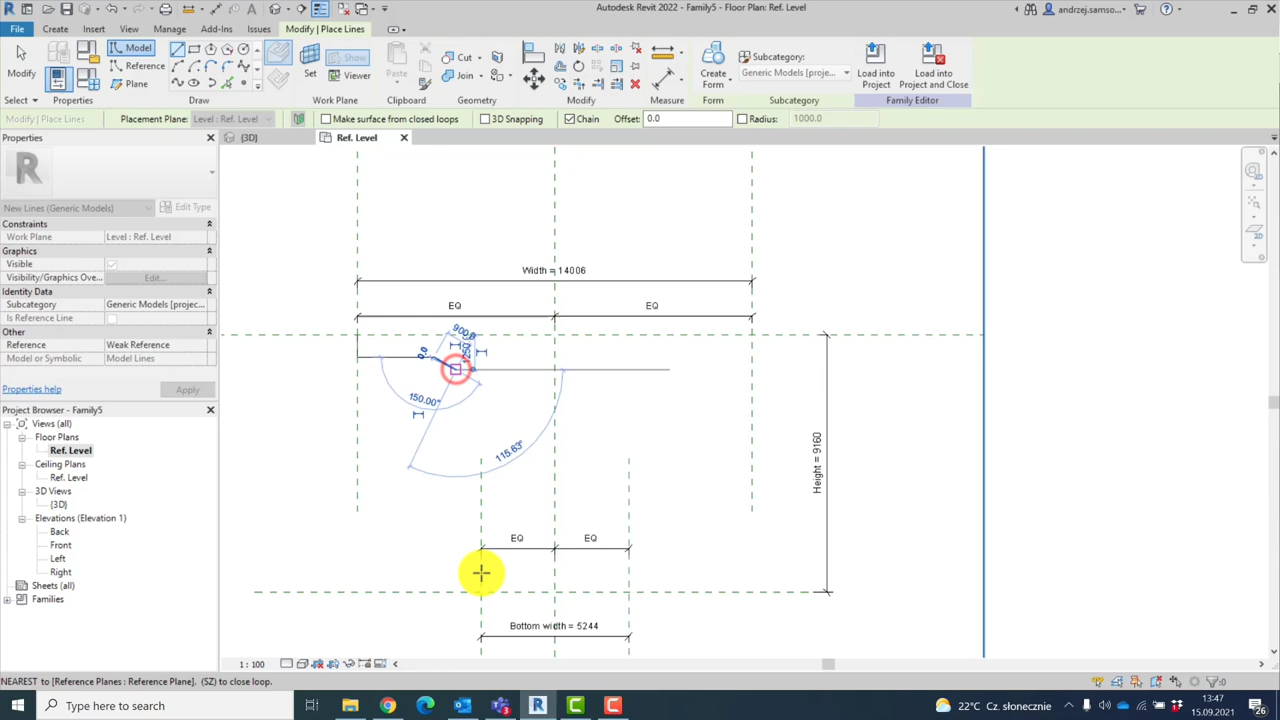 Autodesk Revit 2022 - Family5 - Floor Plan: Ref. Level
andrzej.samso...
File
Create
Insert
View
Manage
Add-Ins
Issues
Modify | Place Lines
Modify
Model
Reference
Plane
Set
Show
Viewer
Paste
Cut
Join
Create
Form
Subcategory:
Generic Models [proje...
Load into
Project
Load into
Project and Close
Select
Properties
Draw
Work Plane
Clipboard
Geometry
Modify
Measure
Form
Subcategory
Family Editor
Modify | Place Lines
Placement Plane:
Level : Ref. Level
Make surface from closed loops
3D Snapping
Chain
Offset:
0.0
Radius:
1000.0
Properties
{3D}
Ref. Level
New Lines (Generic Models)
Edit Type
Constraints
Work Plane
Level : Ref. Level
Graphics
Visible
Visibility/Graphics Ove...
Edit...
Identity Data
Subcategory
Generic Models [projec...
Is Reference Line
Other
Reference
Weak Reference
Model or Symbolic
Model Lines
Properties help
Apply
Project Browser - Family5
Views (all)
Floor Plans
Ref. Level
Ceiling Plans
Ref. Level
3D Views
{3D}
Elevations (Elevation 1)
Back
Front
Left
Right
Sheets (all)
Families
Width = 14006
EQ
EQ
900.0
0.0
1250.0
150.00°
115.63°
Height = 9160
EQ
EQ
Bottom width = 5244
1 : 100
NEAREST to [Reference Planes : Reference Plane]. (SZ) to close loop.
:0
Type here to search
22°C Cz. słonecznie
13:47
15.09.2021
26